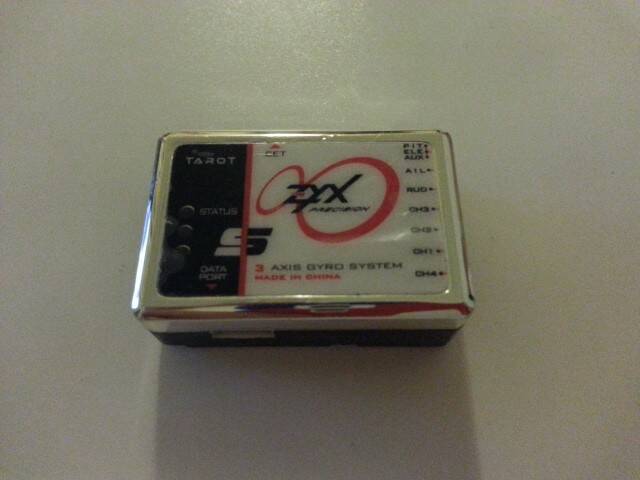 TAROT
SET
ZYX
PRECISION
STATUS
S
DATA
PORT
3 AXIS GYRO SYSTEM
MADE IN CHINA
PIT
ELE
AUX
AIL
RUD
CH3
CH2
CH1
CH4